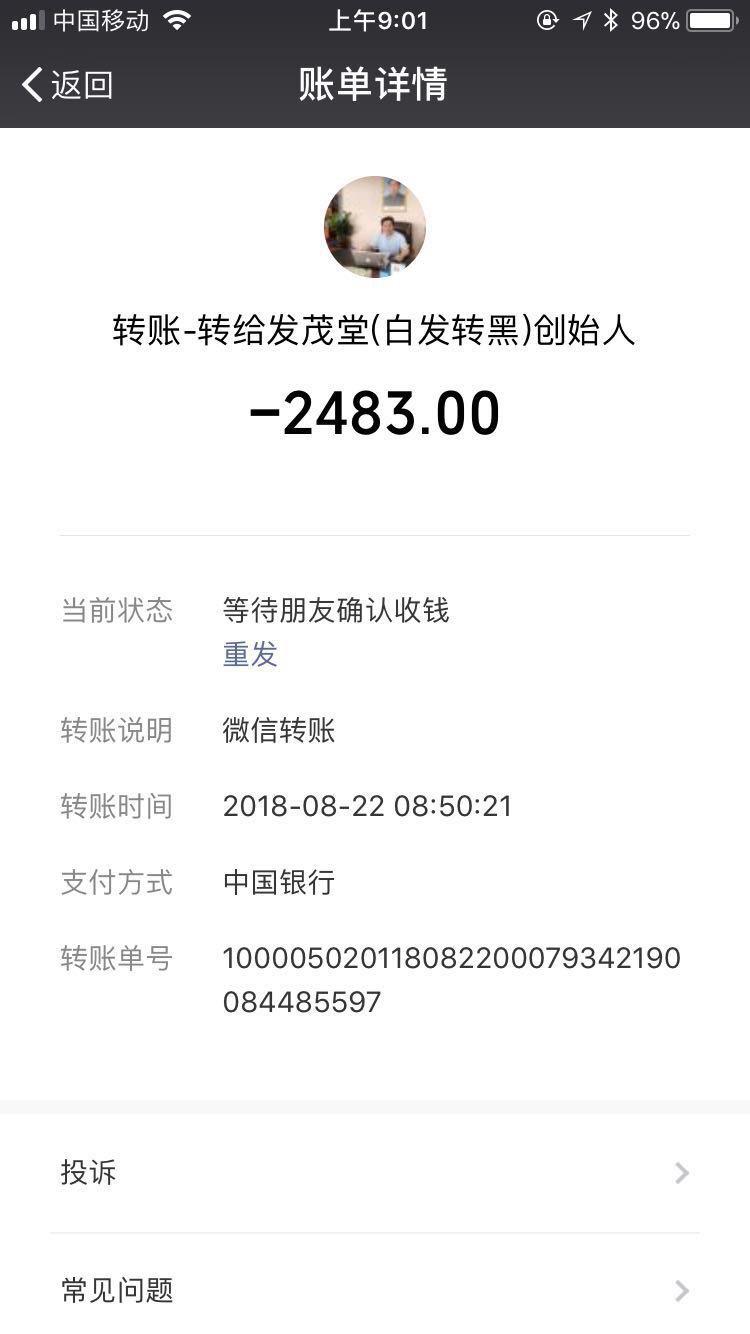 中国移动 上午9:01 96%
返回 账单详情
转账-转给发茂堂(白发转黑)创始人
-2483.00
当前状态 等待朋友确认收钱
重发
转账说明 微信转账
转账时间 2018-08-22 08:50:21
支付方式 中国银行
转账单号 100005020118082200079342190
084485597
投诉
常见问题